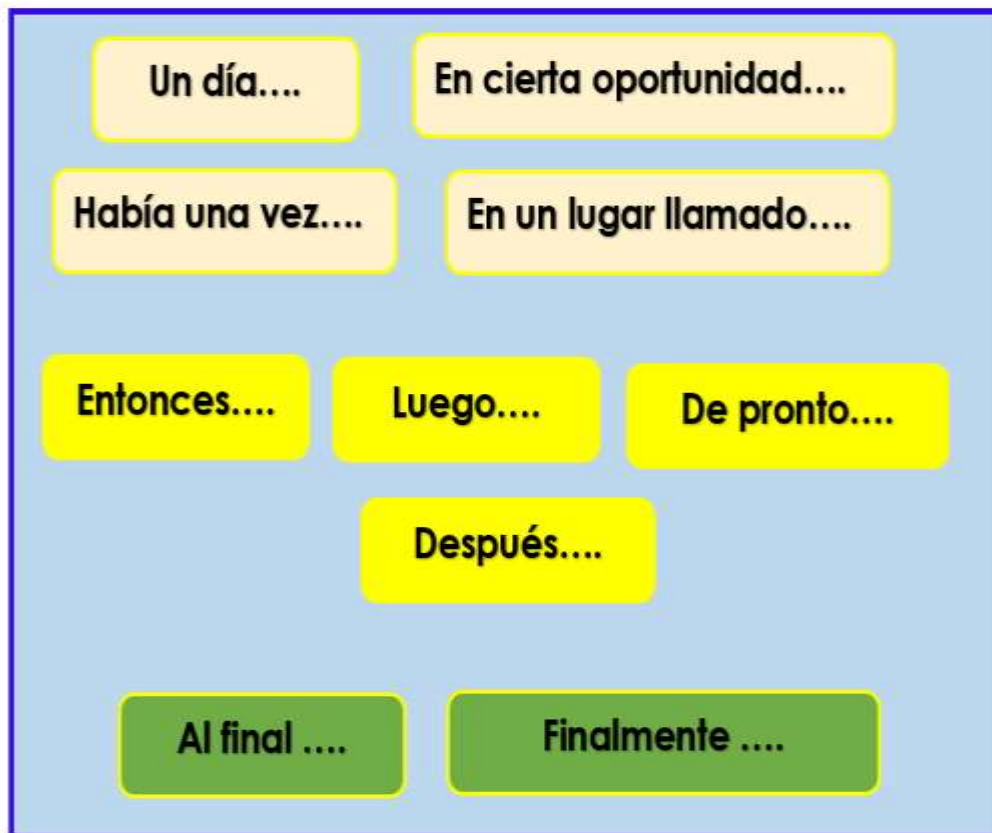 Un día....
En cierta oportunidad....
Había una vez....
En un lugar llamado....
Entonces....
Luego....
De pronto....
Después....
Al final ....
Finalmente ....